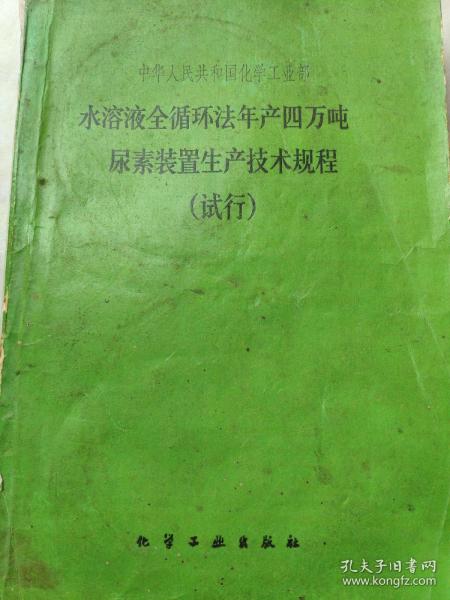 中华人民共和国化学工业部
水溶液全循环法年产四万吨
尿素装置生产技术规程
(试行)
化学工业出版社
孔夫子旧书网
www.kongfz.com